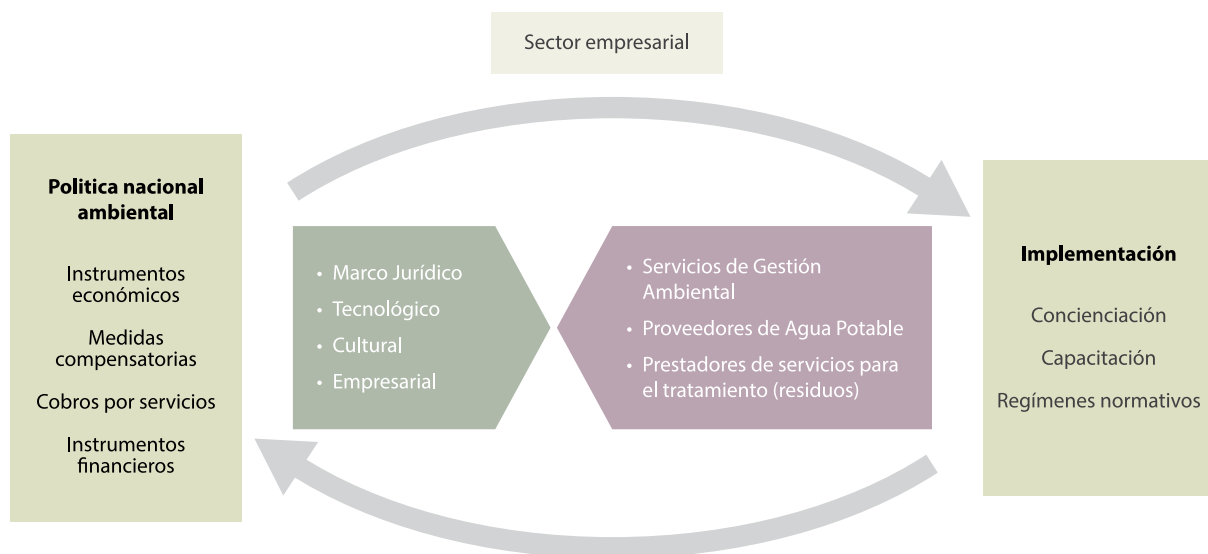 Sector empresarial
Politica nacional
ambiental
Instrumentos
económicos
Medidas
compensatorias
Cobros por servicios
Instrumentos
financieros
• Marco Jurídico
• Tecnológico
• Cultural
• Empresarial
• Servicios de Gestión
Ambiental
• Proveedores de Agua Potable
• Prestadores de servicios para
el tratamiento (residuos)
Implementación
Concienciación
Capacitación
Regímenes normativos